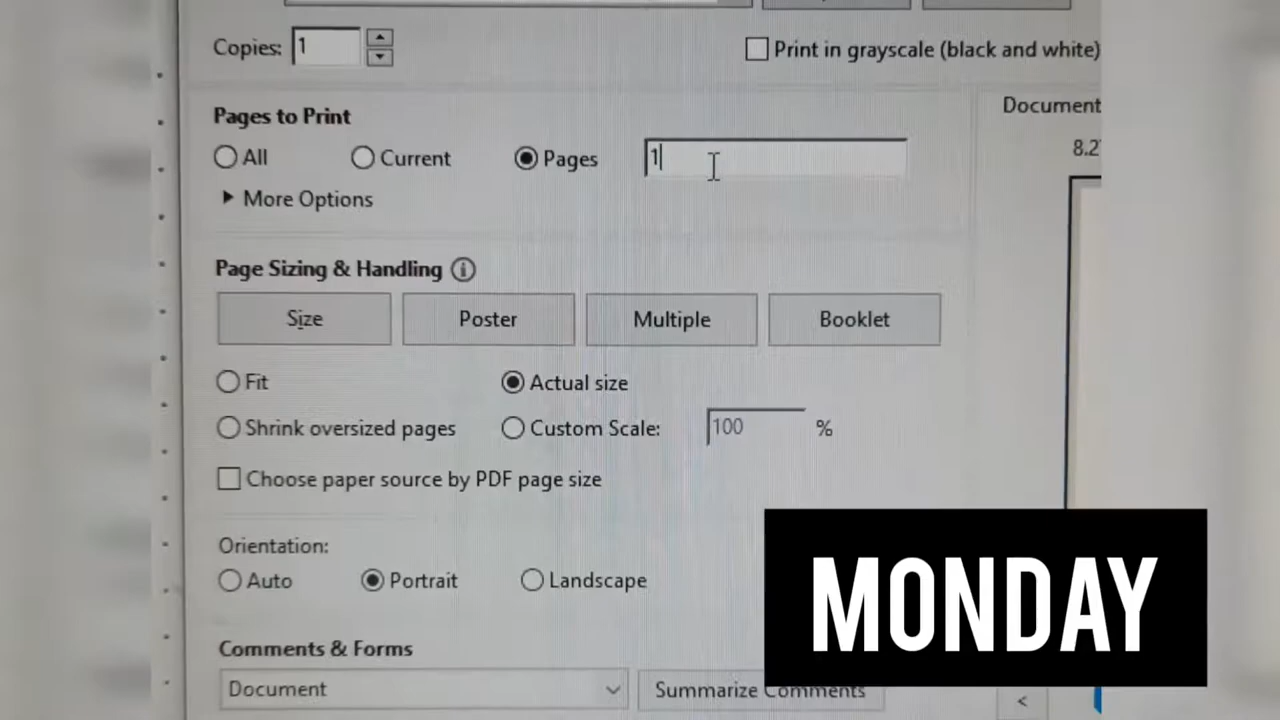 Copies: 1
Print in grayscale (black and white)
Pages to Print
Document
All Current Pages 1
8.2
More Options
Page Sizing & Handling
Size Poster Multiple Booklet
Fit Actual size
Shrink oversized pages Custom Scale: 100 %
Choose paper source by PDF page size
Orientation:
Auto Portrait Landscape
MONDAY
Comments & Forms
Document Summarize Comments
<